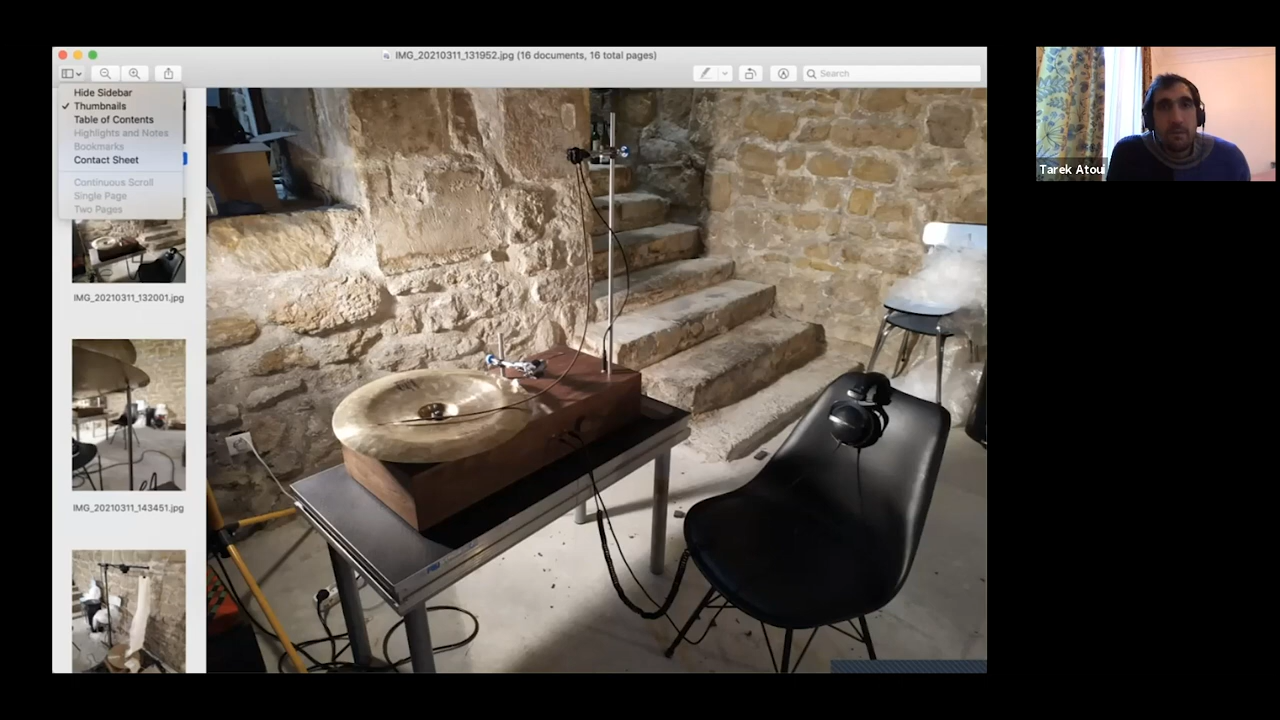 IMG_20210311_131952.jpg (16 documents, 16 total pages)
Search
Hide Sidebar
✓ Thumbnails
Table of Contents
Highlights and Notes
Bookmarks
Contact Sheet
Continuous Scroll
Single Page
Two Pages
IMG_20210311_132001.jpg
IMG_20210311_143451.jpg
Tarek Atoui